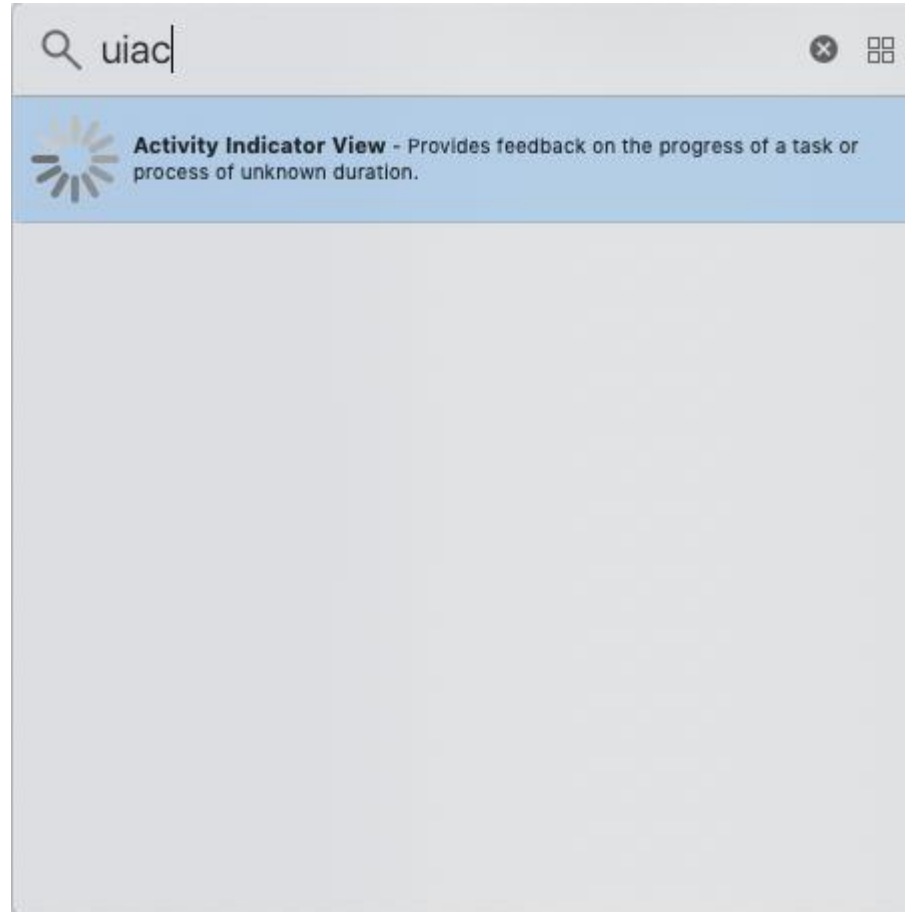 uiac
Activity Indicator View - Provides feedback on the progress of a task or
process of unknown duration.